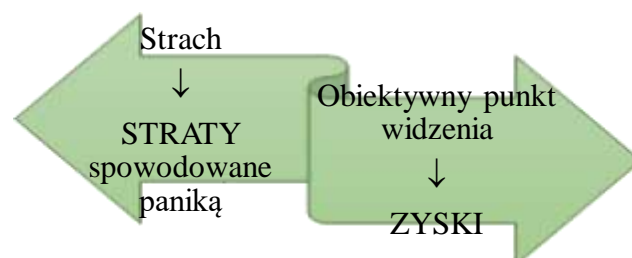 Strach
↓
STRATY
spowodowane
paniką
Obiektywny punkt
widzenia
↓
ZYSKI